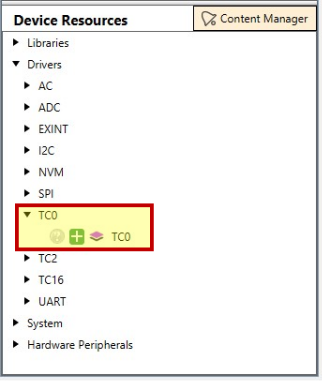 Device Resources
Content Manager
Libraries
Drivers
AC
ADC
EXINT
I2C
NVM
SPI
TC0
TC0
TC2
TC16
UART
System
Hardware Peripherals